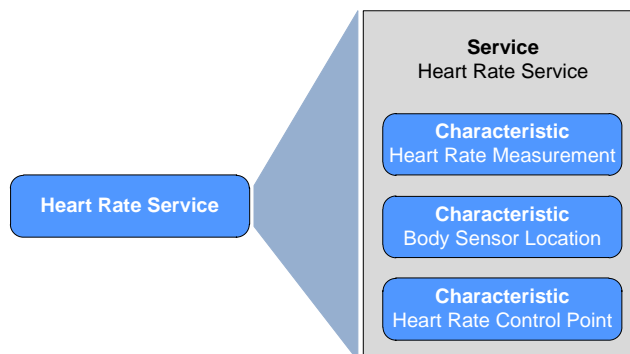 Heart Rate Service
Service
Heart Rate Service
Characteristic
Heart Rate Measurement
Characteristic
Body Sensor Location
Characteristic
Heart Rate Control Point